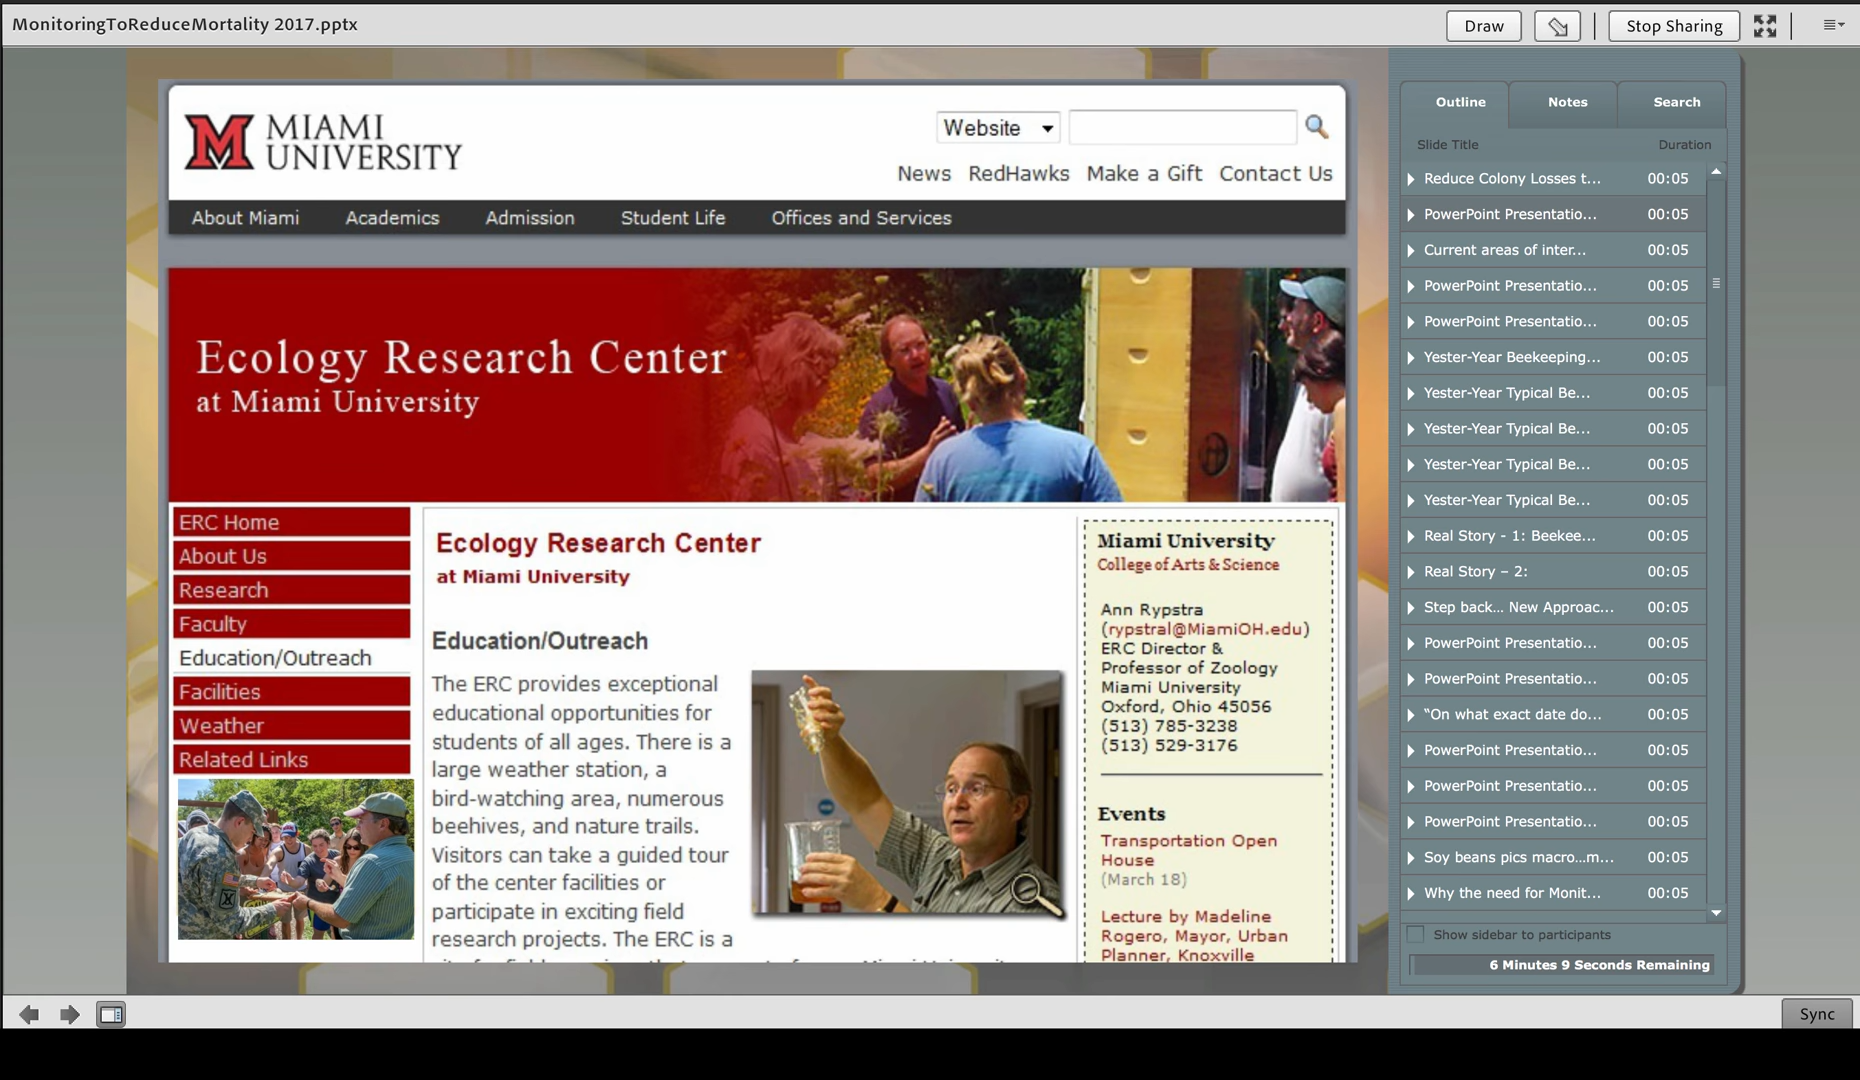 MonitoringToReduceMortality 2017.pptx
Draw
Stop Sharing
MIAMI
UNIVERSITY
Website
News RedHawks Make a Gift Contact Us
About Miami Academics Admission Student Life Offices and Services
Ecology Research Center
at Miami University
ERC Home
About Us
Research
Faculty
Education/Outreach
Facilities
Weather
Related Links
Ecology Research Center
at Miami University
Education/Outreach
The ERC provides exceptional
educational opportunities for
students of all ages. There is a
large weather station, a
bird-watching area, numerous
beehives, and nature trails.
Visitors can take a guided tour
of the center facilities or
participate in exciting field
research projects. The ERC is a
Miami University
College of Arts & Science
Ann Rypstra
(rypstral@MiamiOH.edu)
ERC Director &
Professor of Zoology
Miami University
Oxford, Ohio 45056
(513) 785-3238
(513) 529-3176
Events
Transportation Open
House
(March 18)
Lecture by Madeline
Rogero, Mayor, Urban
Planner, Knoxville
Outline Notes Search
Slide Title Duration
Reduce Colony Losses t... 00:05
PowerPoint Presentatio... 00:05
Current areas of inter... 00:05
PowerPoint Presentatio... 00:05
PowerPoint Presentatio... 00:05
Yester-Year Beekeeping... 00:05
Yester-Year Typical Be... 00:05
Yester-Year Typical Be... 00:05
Yester-Year Typical Be... 00:05
Yester-Year Typical Be... 00:05
Real Story - 1: Beekee... 00:05
Real Story – 2: 00:05
Step back... New Approac... 00:05
PowerPoint Presentatio... 00:05
PowerPoint Presentatio... 00:05
“On what exact date do... 00:05
PowerPoint Presentatio... 00:05
PowerPoint Presentatio... 00:05
PowerPoint Presentatio... 00:05
Soy beans pics macro...m... 00:05
Why the need for Monit... 00:05
Show sidebar to participants
6 Minutes 9 Seconds Remaining
Sync